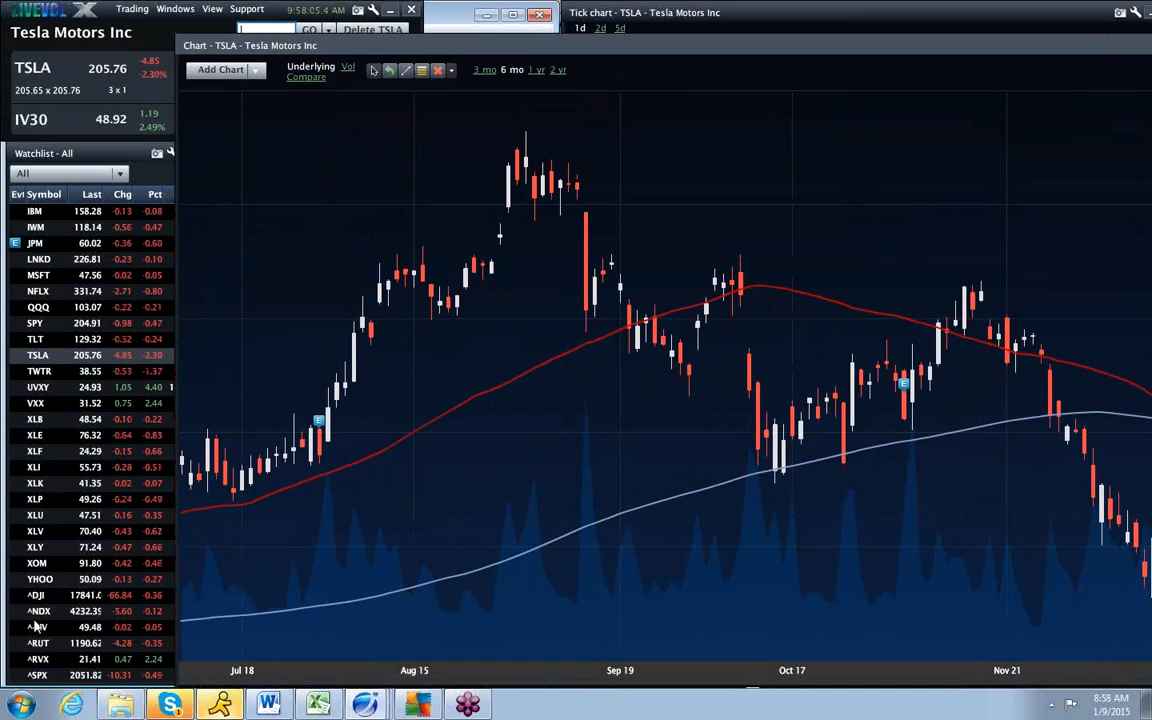 LIVEVOL X Trading Windows View Support 9:58:05.4 AM
Tesla Motors Inc
TSLA 205.76 -4.85
-2.30%
205.65 x 205.76 3 x 1
IV30 48.92 1.19
2.49%
Watchlist - All
All
Evt Symbol Last Chg Pct
IBM 158.28 -0.13 -0.08
IWM 118.14 -0.56 -0.47
E JPM 60.02 -0.36 -0.60
LNKD 226.81 -0.23 -0.10
MSFT 47.56 -0.02 -0.05
NFLX 331.74 -2.71 -0.80
QQQ 103.07 -0.22 -0.21
SPY 204.91 -0.98 -0.47
TLT 129.32 -0.32 -0.24
TSLA 205.76 -4.85 -2.30
TWTR 38.55 -0.53 -1.37
UVXY 24.93 1.05 4.40 1
VXX 31.52 0.75 2.44
XLB 48.54 -0.10 -0.22
XLE 76.32 -0.64 -0.83
XLF 24.29 -0.15 -0.66
XLI 55.73 -0.28 -0.51
XLK 41.35 -0.02 -0.07
XLP 49.26 -0.24 -0.49
XLU 47.51 -0.16 -0.35
XLV 70.40 -0.43 -0.62
XLY 71.24 -0.47 -0.66
XOM 91.80 -0.42 -0.46
YHOO 50.09 -0.13 -0.27
^DJI 17841.0 -66.84 -0.36
^NDX 4232.39 -5.60 -0.12
49.48 -0.02 -0.05
^RUT 1190.62 -4.28 -0.35
^RVX 21.41 0.47 2.24
^SPX 2051.82 -10.31 -0.49
GO Delete TSLA
Tick chart - TSLA - Tesla Motors Inc
1d 2d 5d
Chart - TSLA - Tesla Motors Inc
Add Chart Underlying Vol
Compare
3 mo 6 mo 1 yr 2 yr
E
E
Jul 18 Aug 15 Sep 19 Oct 17 Nov 21
8:58 AM
1/9/2015